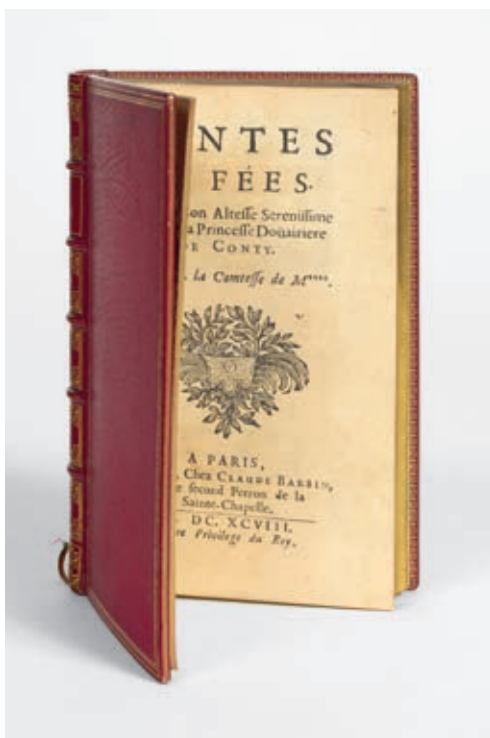 NTES
FÉES.
on Altesse Serenissime
a Princesse Doüairiere
E CONTY.
la Comtesse de M****.
A PARIS,
Chez CLAUDE BARBIN,
e second Perron de la
Sainte-Chapelle.
DC. XCVIII.
Privilege du Roy.